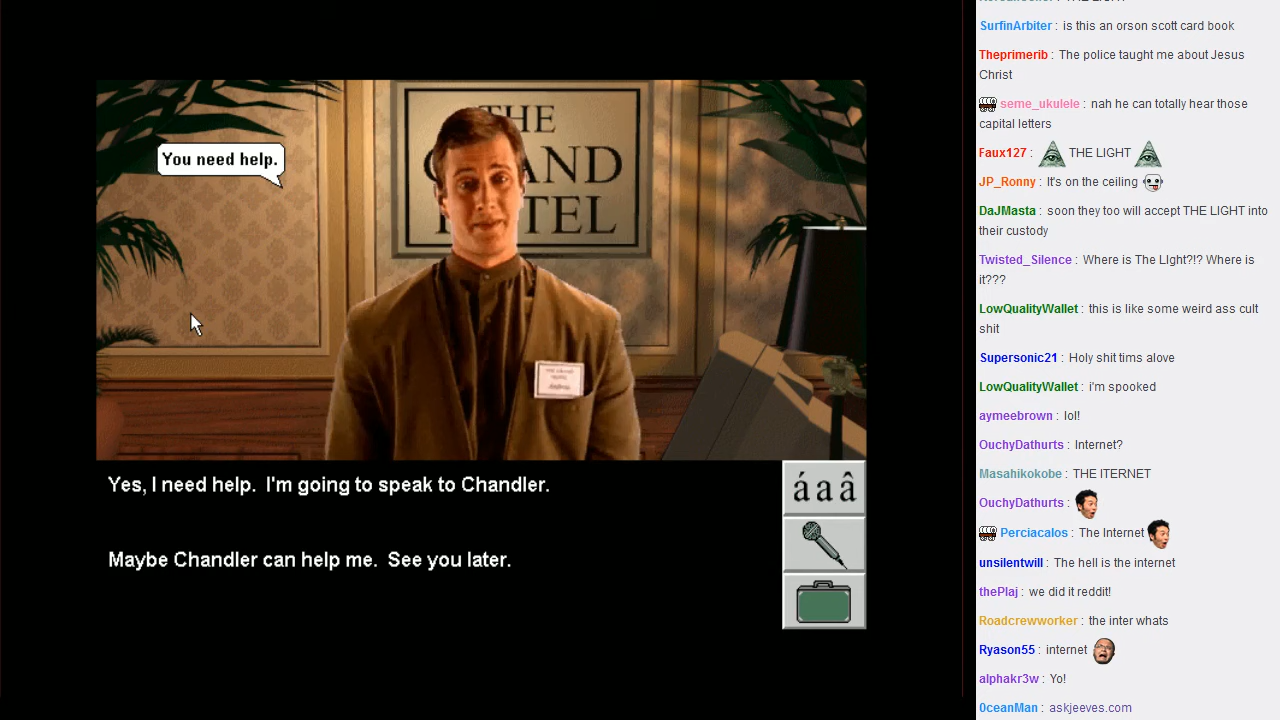 THE
GRAND
HOTEL
You need help.
THE GRAND
HOTEL
Andrew
Yes, I need help.  I'm going to speak to Chandler.
Maybe Chandler can help me.  See you later.
á a â
SurfinArbiter : is this an orson scott card book
Theprimerib : The police taught me about Jesus
Christ
seme_ukulele : nah he can totally hear those
capital letters
Faux127 : THE LIGHT
JP_Ronny : It's on the ceiling
DaJMasta : soon they too will accept THE LIGHT into
their custody
Twisted_Silence : Where is The LIght?!? Where is
it???
LowQualityWallet : this is like some weird ass cult
shit
Supersonic21 : Holy shit tims alove
LowQualityWallet : i'm spooked
aymeebrown : lol!
OuchyDathurts : Internet?
Masahikokobe : THE ITERNET
OuchyDathurts :
Perciacalos : The Internet
unsilentwill : The hell is the internet
thePlaj : we did it reddit!
Roadcrewworker : the inter whats
Ryason55 : internet
alphakr3w : Yo!
0ceanMan : askjeeves.com